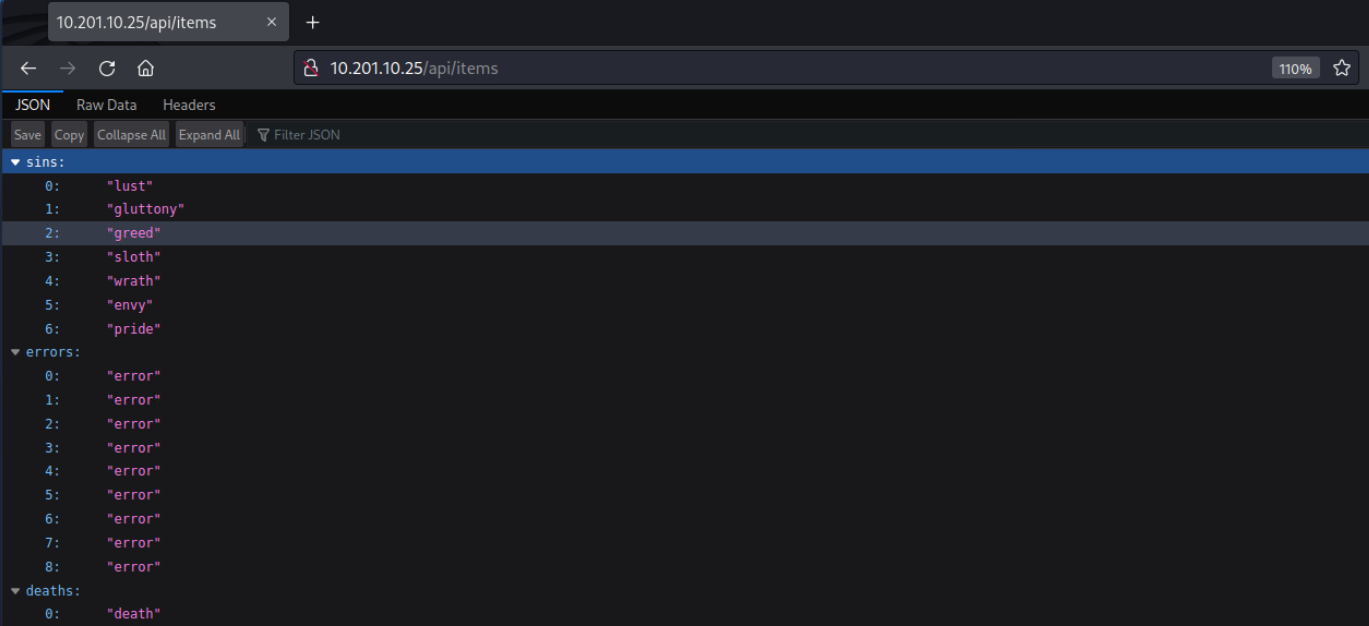 10.201.10.25/api/items
10.201.10.25/api/items 110%
JSON Raw Data Headers
Save Copy Collapse All Expand All Filter JSON
sins:
0: "lust"
1: "gluttony"
2: "greed"
3: "sloth"
4: "wrath"
5: "envy"
6: "pride"
errors:
0: "error"
1: "error"
2: "error"
3: "error"
4: "error"
5: "error"
6: "error"
7: "error"
8: "error"
deaths:
0: "death"